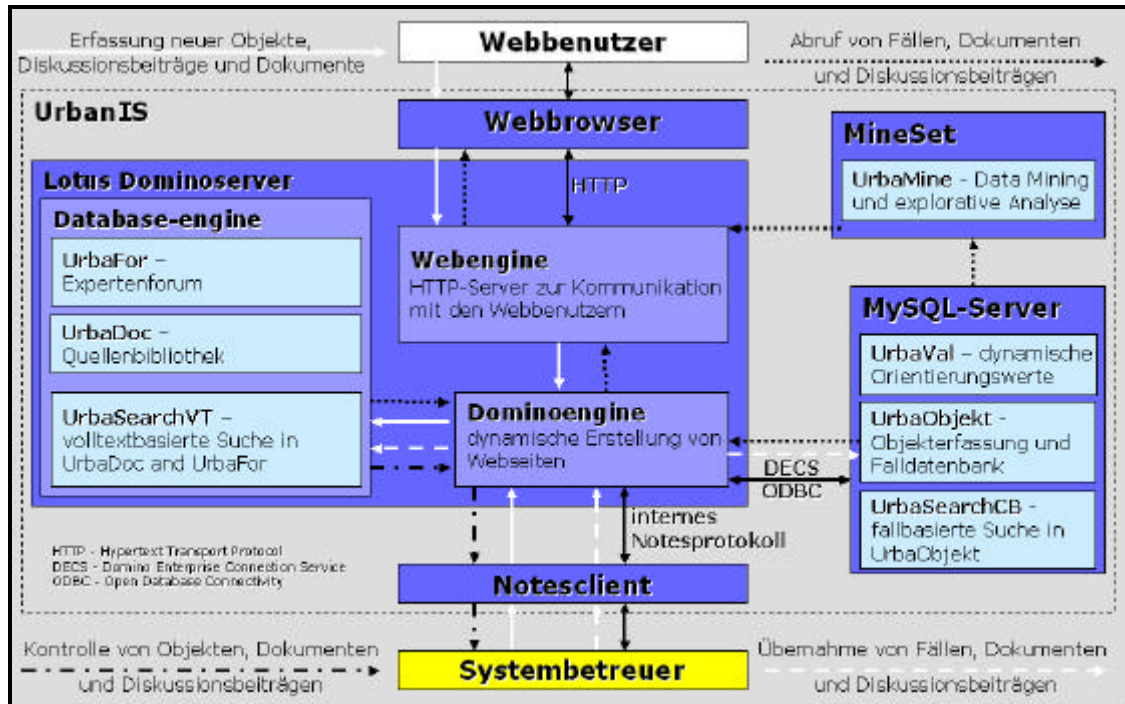 Erfassung neuer Objekte,
Diskussionsbeiträge und Dokumente
Webbenutzer
Abruf von Fällen, Dokumenten
und Diskussionsbeiträgen
UrbanIS
Webbrowser
MineSet
UrbaMine - Data Mining
und explorative Analyse
Lotus Dominoserver
HTTP
Database-engine
UrbaFor –
Expertenforum
UrbaDoc –
Quellenbibliothek
UrbaSearchVT –
volltextbasierte Suche in
UrbaDoc and UrbaFor
Webengine
HTTP-Server zur Kommunikation
mit den Webbenutzern
Dominoengine
dynamische Erstellung von
Webseiten
MySQL-Server
UrbaVal – dynamische
Orientierungswerte
UrbaObjekt -
Objekterfassung und
Falldatenbank
UrbaSearchCB -
fallbasierte Suche in
UrbaObjekt
DECS
ODBC
internes
Notesprotokoll
HTTP - Hypertext Transport Protocol
DECS - Domino Enterprise Connection Service
ODBC - Open Database Connectivity
Notesclient
Kontrolle von Objekten, Dokumenten
und Diskussionsbeiträgen
Systembetreuer
Übernahme von Fällen, Dokumenten
und Diskussionsbeiträgen